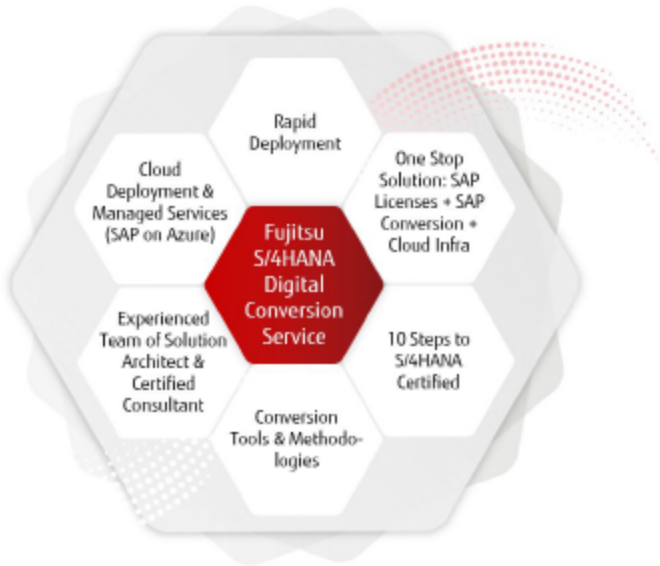 Rapid
Deployment
One Stop
Solution: SAP
Licenses + SAP
Conversion +
Cloud Infra
10 Steps to
S/4HANA
Certified
Conversion
Tools & Methodo-
logies
Experienced
Team of Solution
Architect &
Certified
Consultant
Cloud
Deployment &
Managed Services
(SAP on Azure)
Fujitsu
S/4HANA
Digital
Conversion
Service